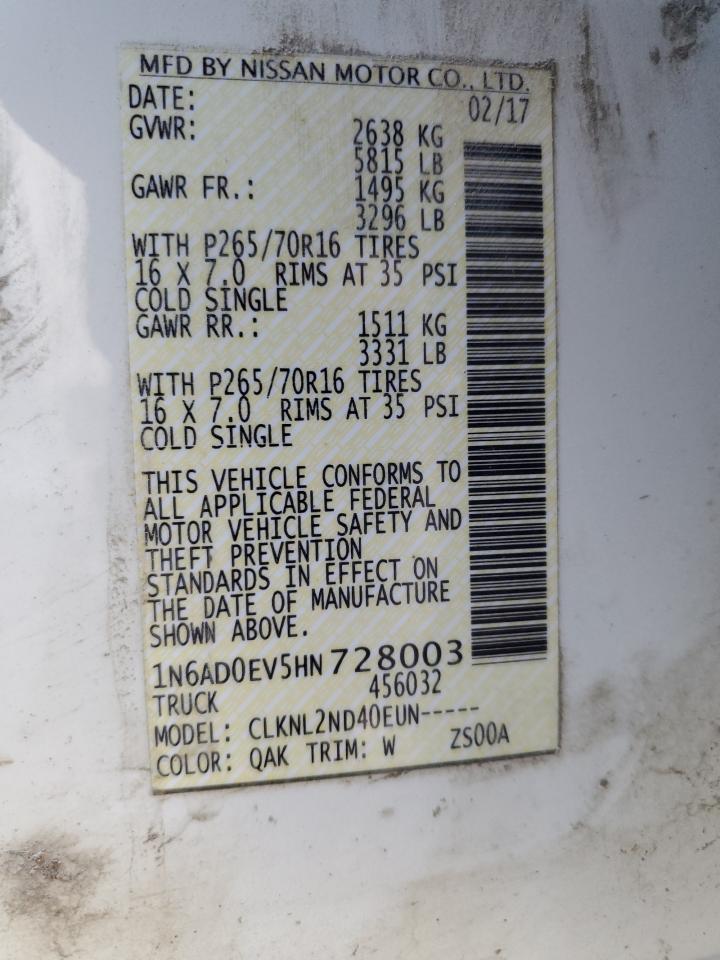 MFD BY NISSAN MOTOR CO., LTD.
DATE: 02/17
GVWR: 2638 KG
5815 LB
GAWR FR.: 1495 KG
3296 LB
WITH P265/70R16 TIRES
16 X 7.0 RIMS AT 35 PSI
COLD SINGLE
GAWR RR.: 1511 KG
3331 LB
WITH P265/70R16 TIRES
16 X 7.0 RIMS AT 35 PSI
COLD SINGLE
THIS VEHICLE CONFORMS TO
ALL APPLICABLE FEDERAL
MOTOR VEHICLE SAFETY AND
THEFT PREVENTION
STANDARDS IN EFFECT ON
THE DATE OF MANUFACTURE
SHOWN ABOVE.
1N6AD0EV5HN 728003
TRUCK 456032
MODEL: CLKNL2ND40EUN-----
COLOR: QAK TRIM: W ZS00A